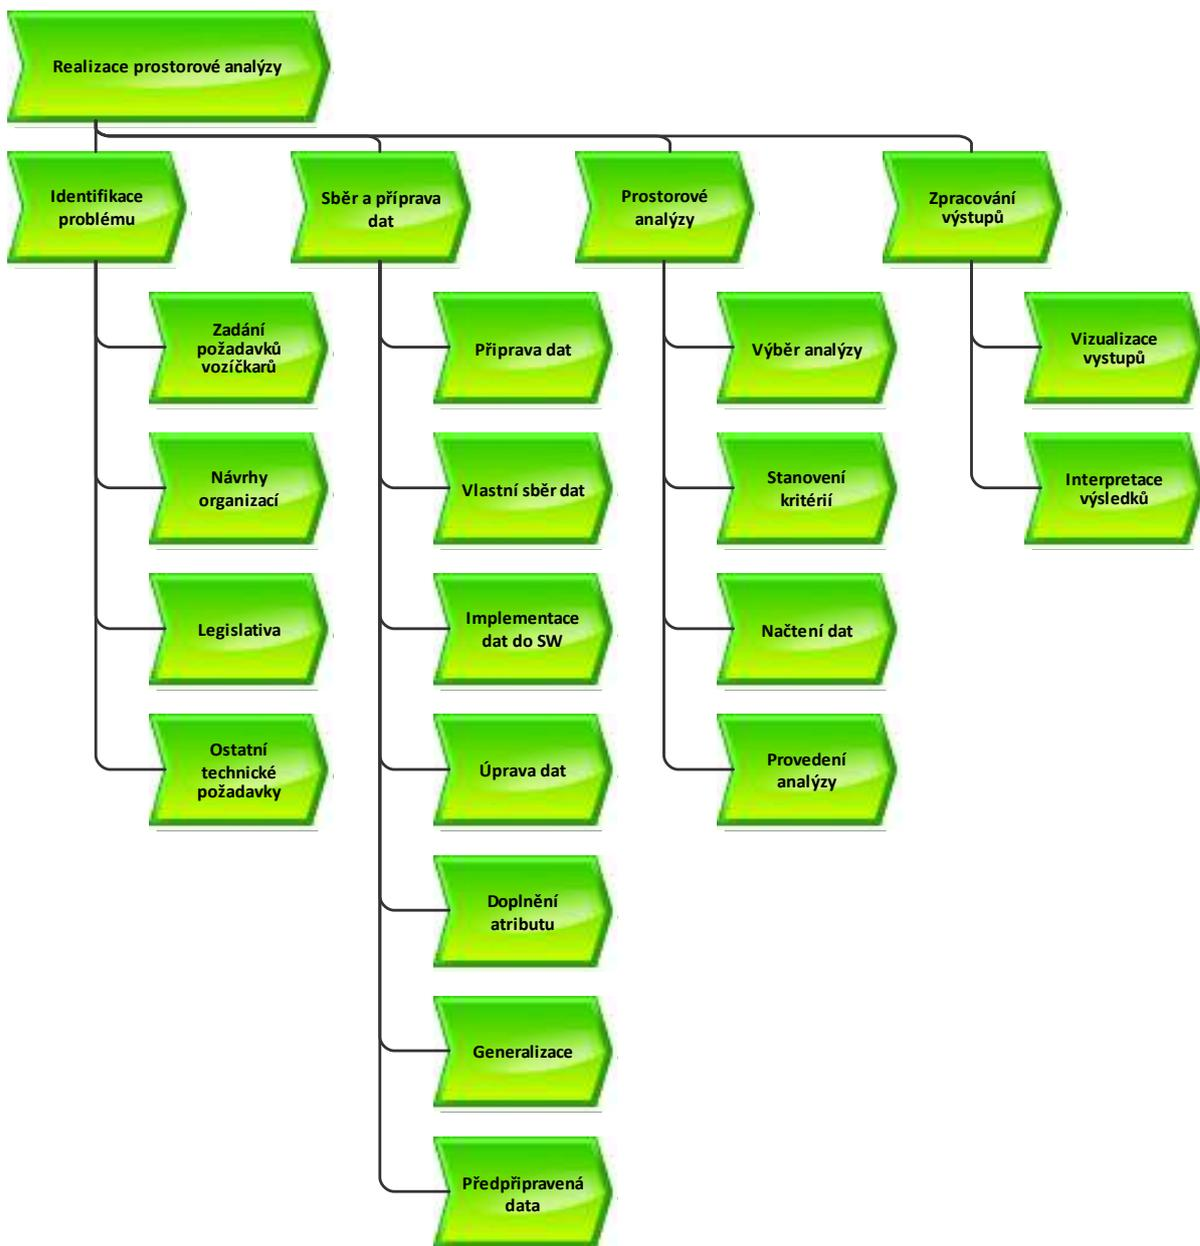 Realizace prostorové analýzy
Identifikace
problému
Zadání
požadavků
vozíčkarů
Návrhy
organizací
Legislativa
Ostatní
technické
požadavky
Sběr a příprava
dat
Připrava dat
Vlastní sběr dat
Implementace
dat do SW
Úprava dat
Doplnění
atributu
Generalizace
Předpřipravená
data
Prostorové
analýzy
Výběr analýzy
Stanovení
kritérií
Načtení dat
Provedení
analýzy
Zpracování
výstupů
Vizualizace
vystupů
Interpretace
výsledků